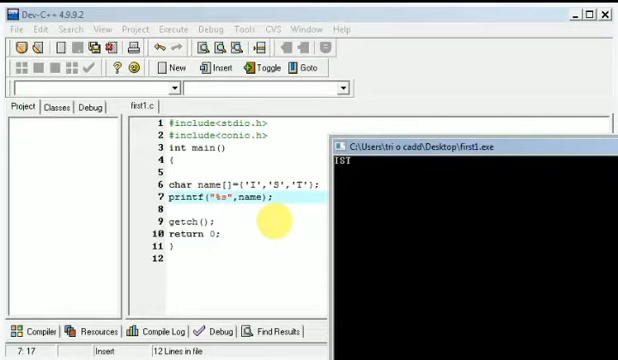 Dev-C++ 4.9.9.2
File Edit Search View Project Execute Debug Tools CVS Window Help
New Insert Toggle Goto
Project Classes Debug first1.c
1 #include<stdio.h>
2 #include<conio.h>
3 int main()
4 {
5
6 char name[]={'I','S','T'};
7 printf("%s",name);
8
9 getch();
10 return 0;
11 }
12
C:\Users\tri o cadd\Desktop\first1.exe
IST
Compiler Resources Compile Log Debug Find Results
7: 17 Insert 12 Lines in file